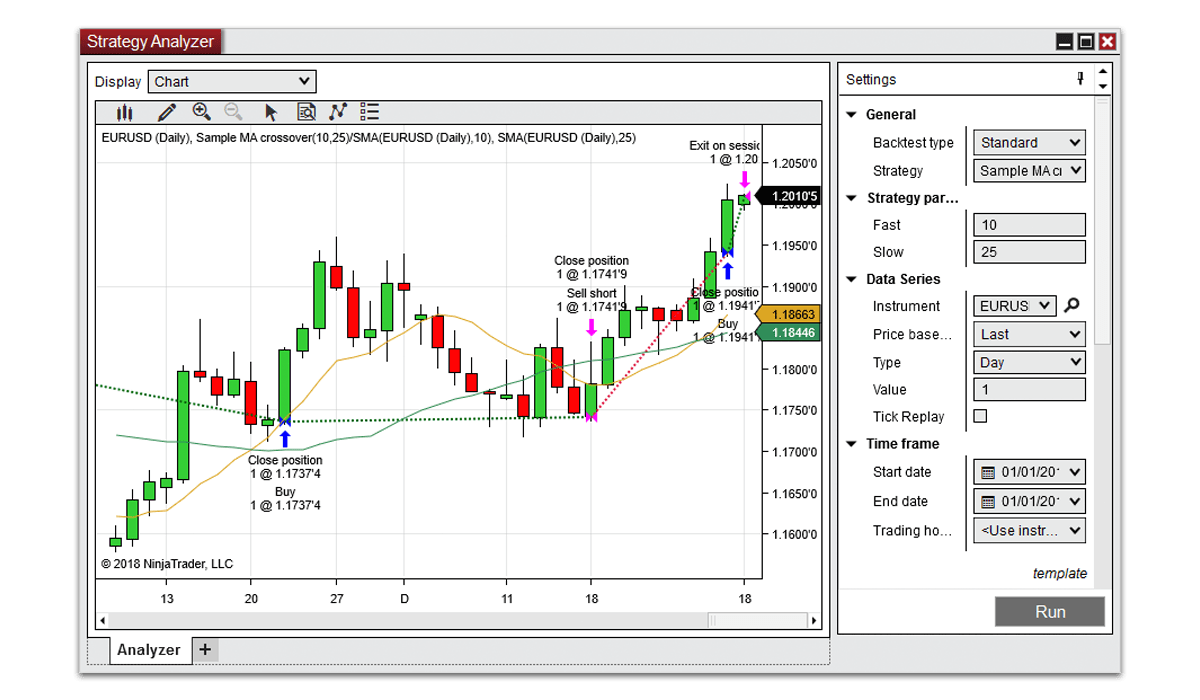 Strategy Analyzer
Display Chart
EURUSD (Daily), Sample MA crossover(10,25)/SMA(EURUSD (Daily),10), SMA(EURUSD (Daily),25)
Exit on sessio
1 @ 1.20
1.2050'0
1.2010'5
1.2000'0
1.1950'0
Close position
1 @ 1.1741'9
Sell short
1 @ 1.1741'9
1.1900'0
Close positio
1 @ 1.1941'
Buy
1 @ 1.1941'
1.18663
1.18446
1.1800'0
1.1750'0
1.1700'0
Close position
1 @ 1.1737'4
Buy
1 @ 1.1737'4
1.1650'0
1.1600'0
© 2018 NinjaTrader, LLC
13 20 27 D 11 18 18
Analyzer +
Settings
General
Backtest type Standard
Strategy Sample MA cr
Strategy par...
Fast 10
Slow 25
Data Series
Instrument EURUS
Price base... Last
Type Day
Value 1
Tick Replay
Time frame
Start date 01/01/20
End date 01/01/20
Trading ho... <Use instr...
template
Run